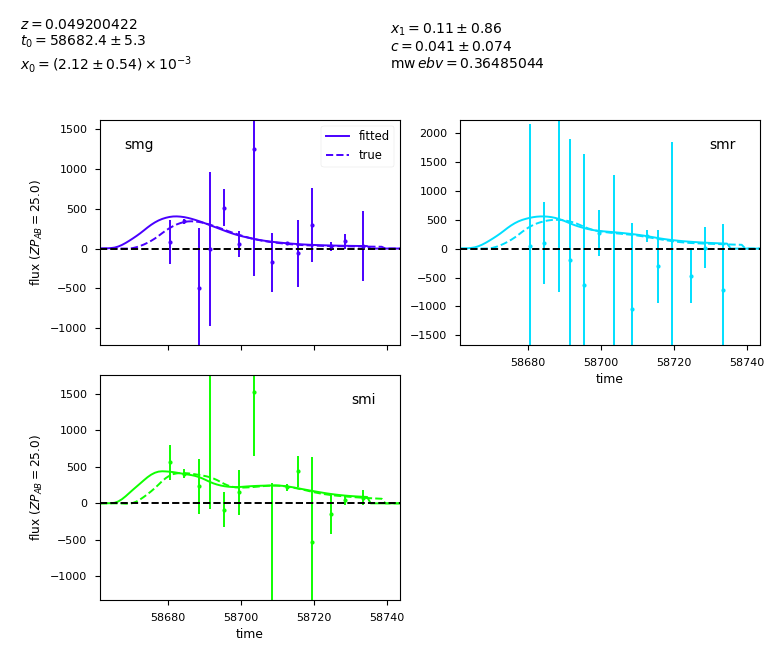 z = 0.049200422
t₀ = 58682.4 ± 5.3
x₀ = (2.12 ± 0.54) × 10⁻³
x₁ = 0.11 ± 0.86
c = 0.041 ± 0.074
mw ebv = 0.36485044
smg
fitted
true
1500
1000
500
0
−500
−1000
flux (ZP_AB = 25.0)
smr
2000
1500
1000
500
0
−500
−1000
−1500
58680 58700 58720 58740
time
smi
1500
1000
500
0
−500
−1000
flux (ZP_AB = 25.0)
58680 58700 58720 58740
time